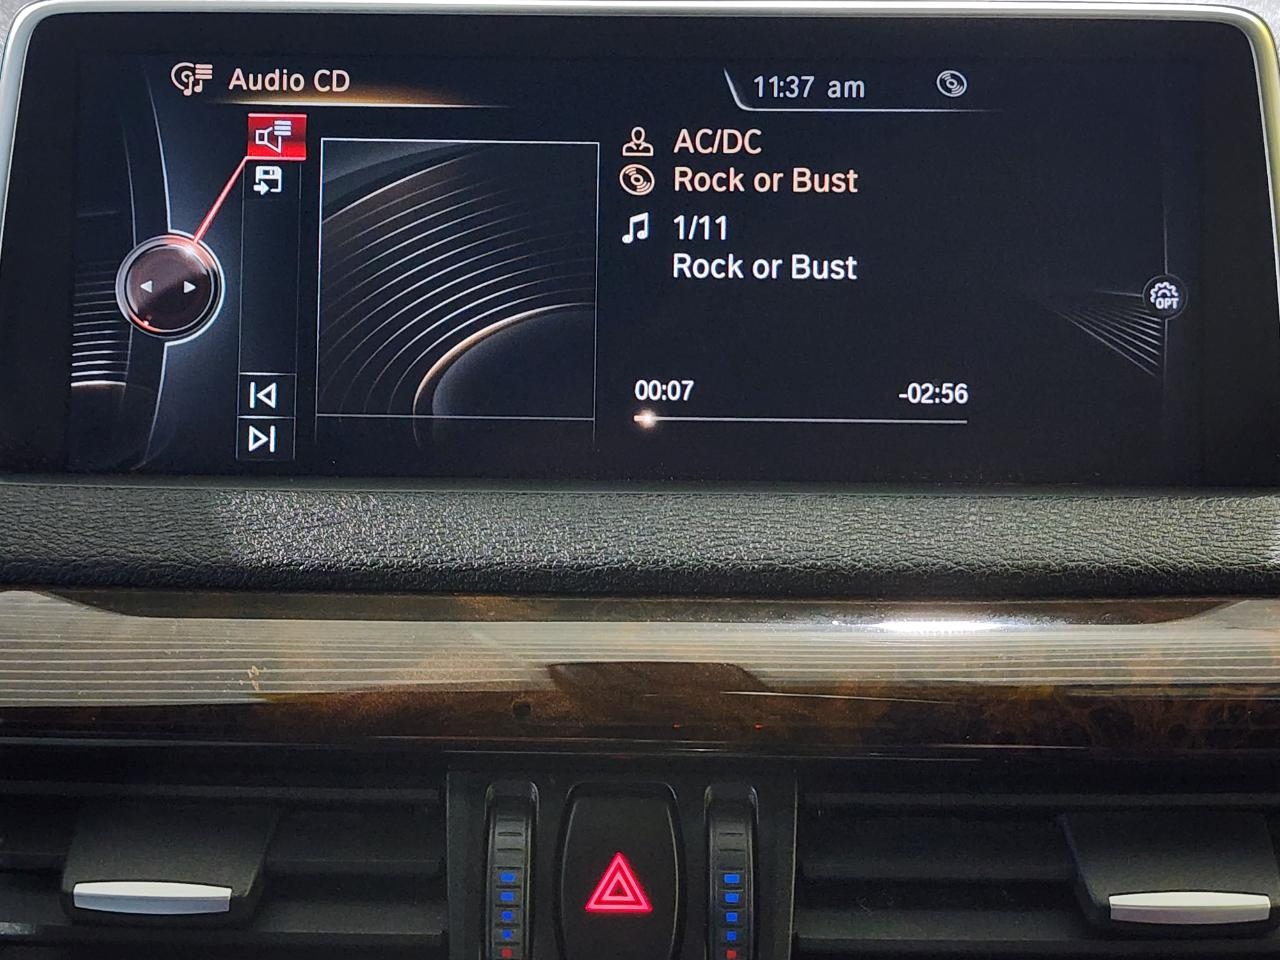 Audio CD
11:37 am
AC/DC
Rock or Bust
1/11
Rock or Bust
OPT
00:07
-02:56